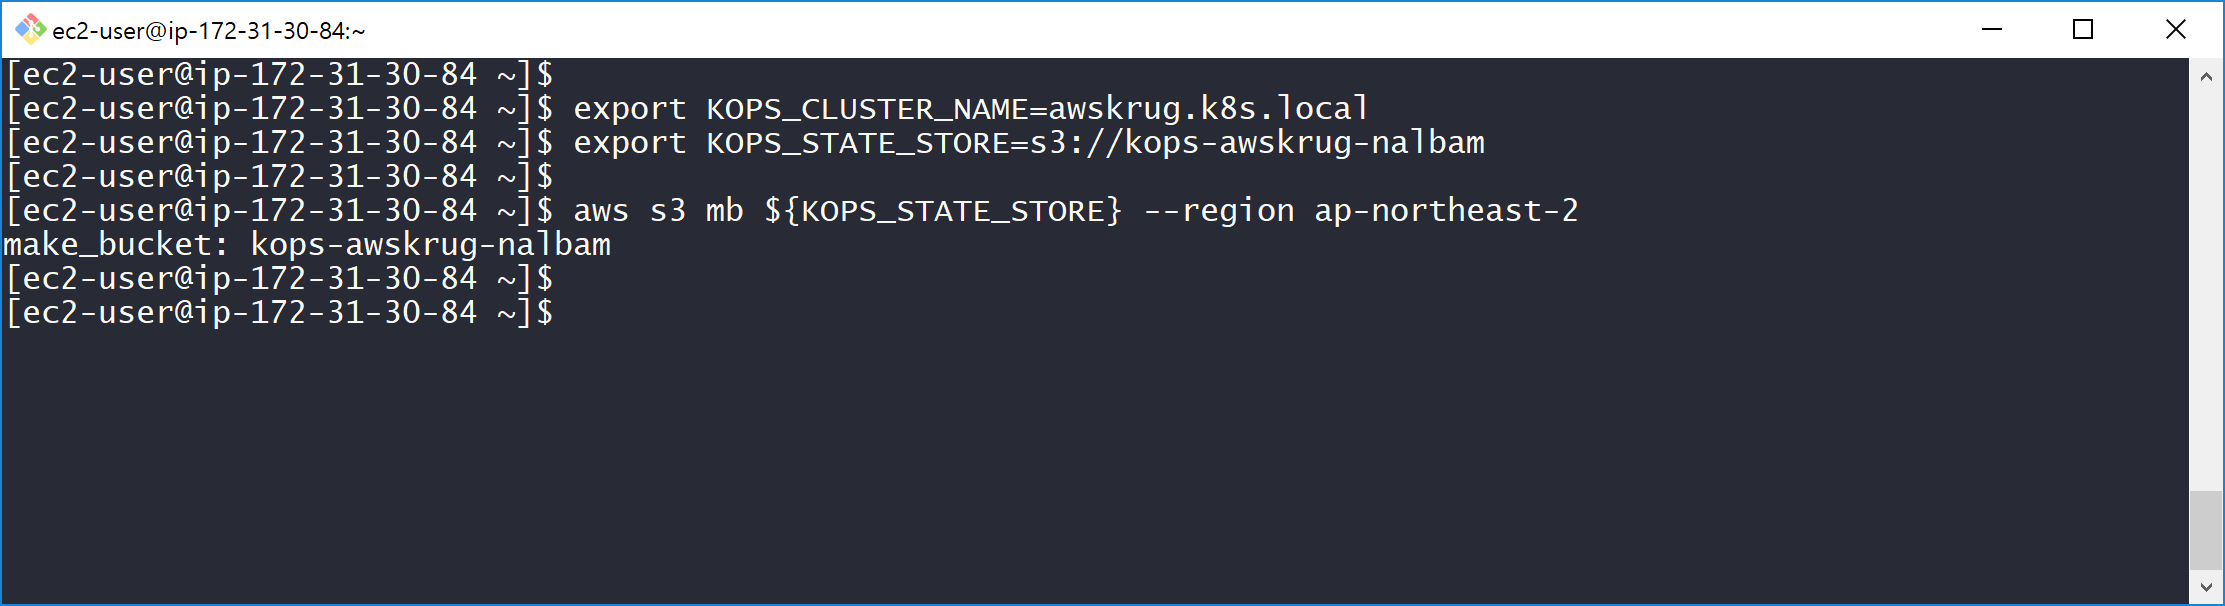 ec2-user@ip-172-31-30-84:~
[ec2-user@ip-172-31-30-84 ~]$
[ec2-user@ip-172-31-30-84 ~]$ export KOPS_CLUSTER_NAME=awskrug.k8s.local
[ec2-user@ip-172-31-30-84 ~]$ export KOPS_STATE_STORE=s3://kops-awskrug-nalbam
[ec2-user@ip-172-31-30-84 ~]$
[ec2-user@ip-172-31-30-84 ~]$ aws s3 mb ${KOPS_STATE_STORE} --region ap-northeast-2
make_bucket: kops-awskrug-nalbam
[ec2-user@ip-172-31-30-84 ~]$
[ec2-user@ip-172-31-30-84 ~]$